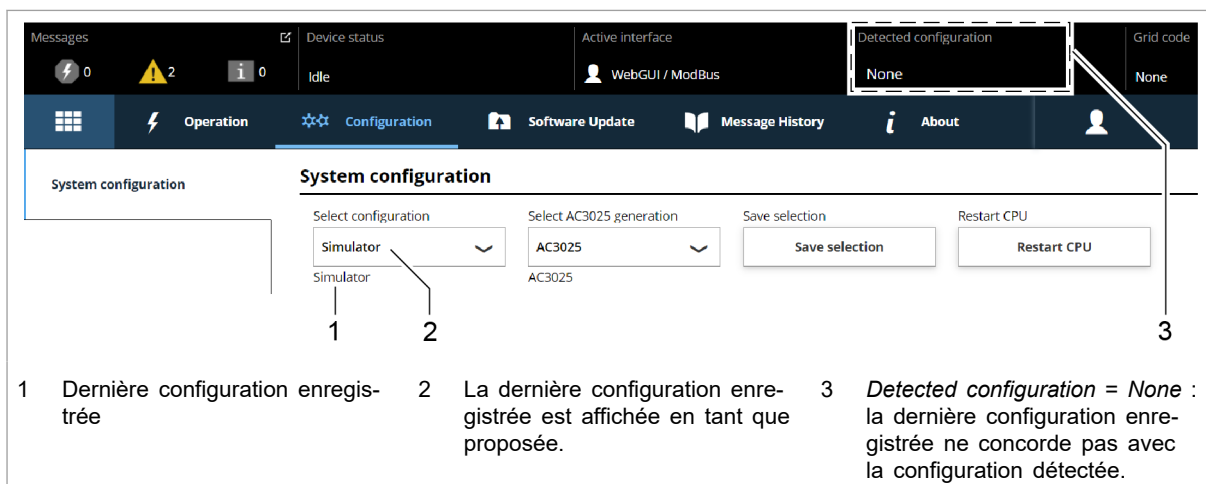 Messages Device status Active interface Detected configuration Grid code
0 2 0 Idle WebGUI / ModBus None None
Operation Configuration Software Update Message History About
System configuration
System configuration
Select configuration Select AC3025 generation Save selection Restart CPU
Simulator AC3025 Save selection Restart CPU
Simulator AC3025
1 2 3
1 Dernière configuration enregis-
trée
2 La dernière configuration enre-
gistrée est affichée en tant que
proposée.
3 Detected configuration = None :
la dernière configuration enre-
gistrée ne concorde pas avec
la configuration détectée.